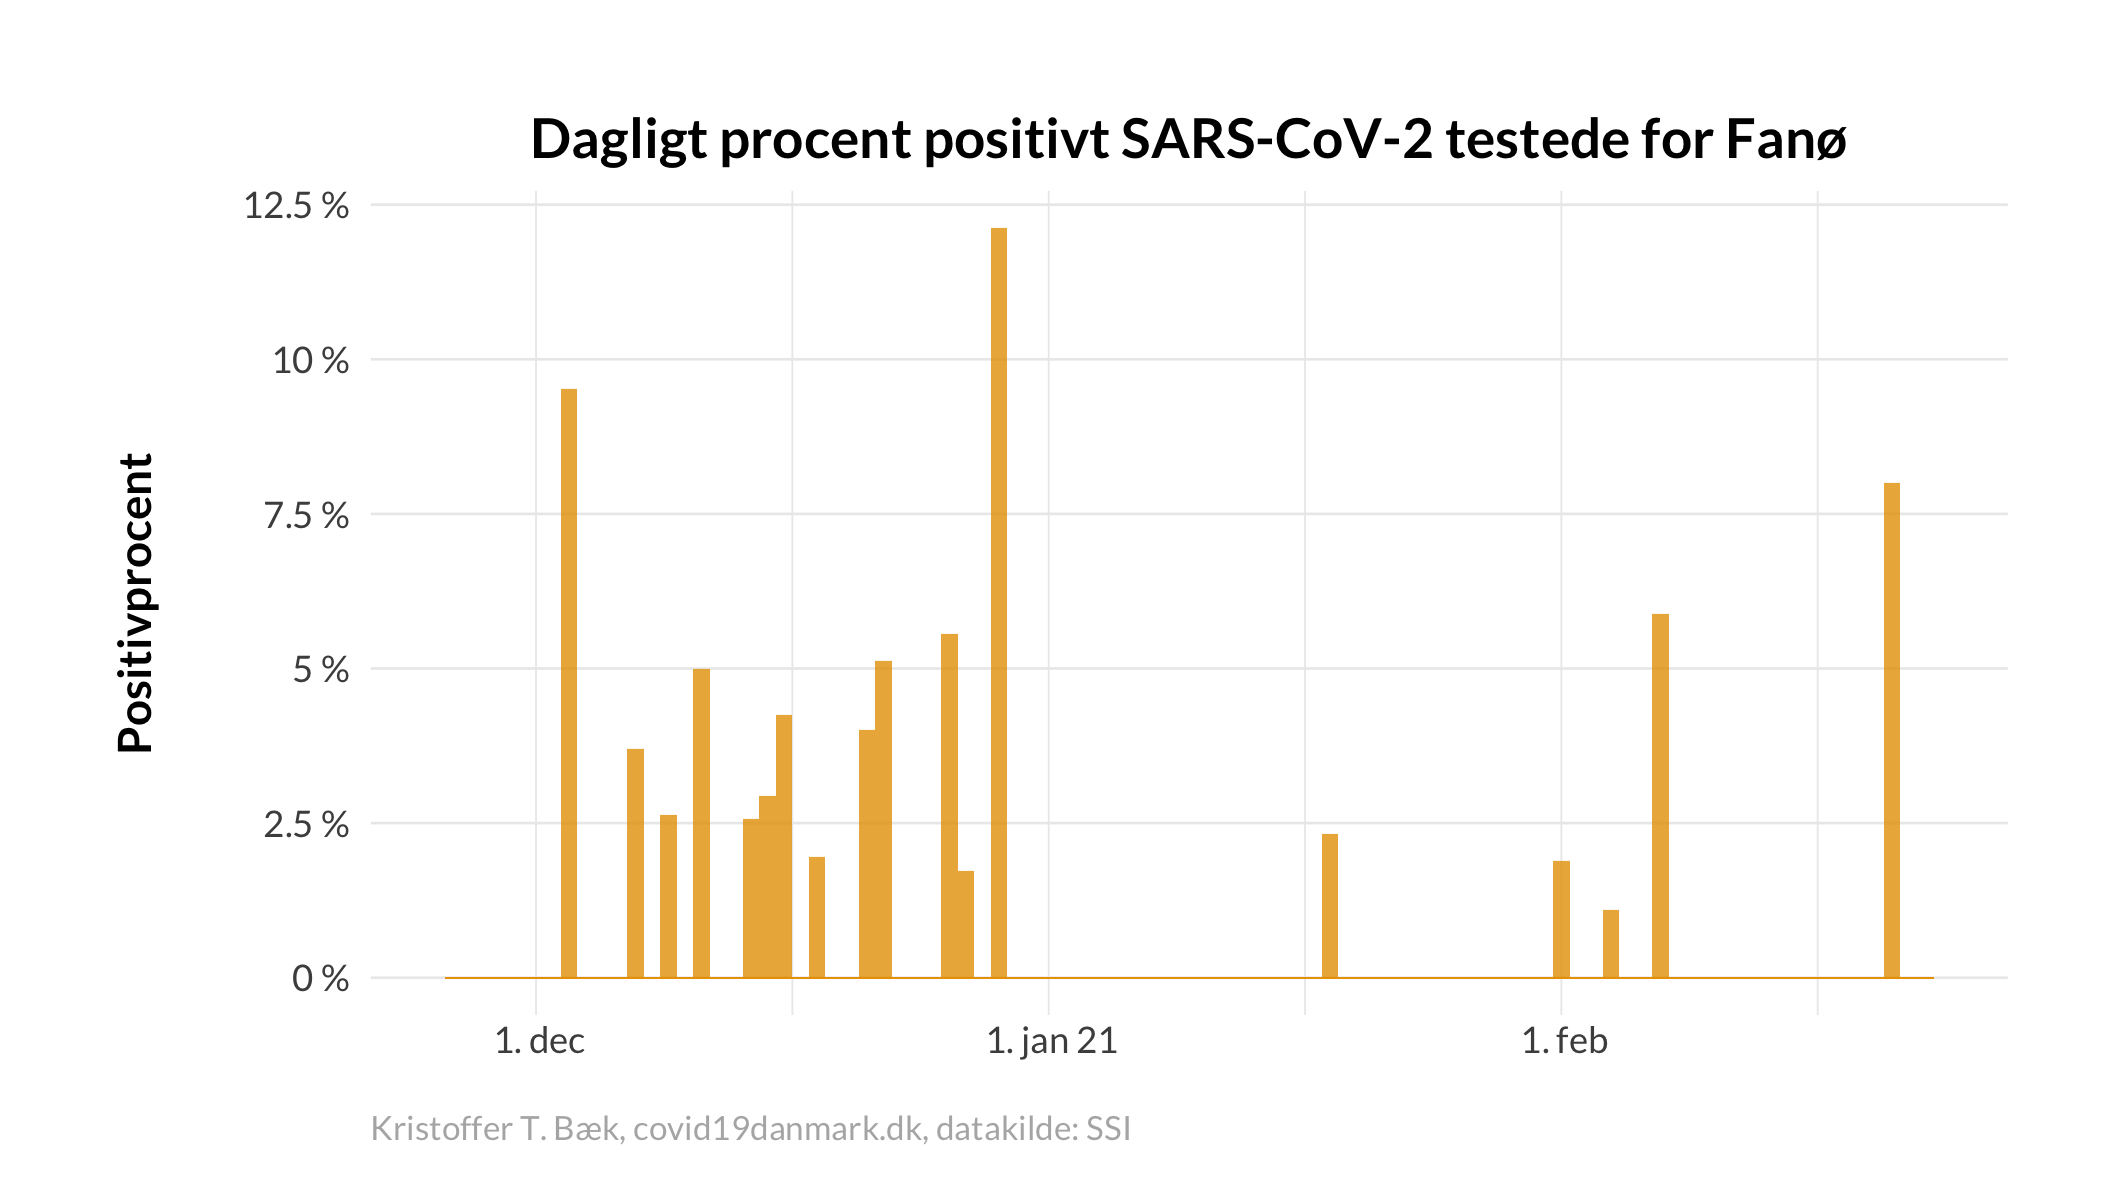 Dagligt procent positivt SARS-CoV-2 testede for Fanø
Positivprocent
12.5 %
10 %
7.5 %
5 %
2.5 %
0 %
1. dec
1. jan 21
1. feb
Kristoffer T. Bæk, covid19danmark.dk, datakilde: SSI